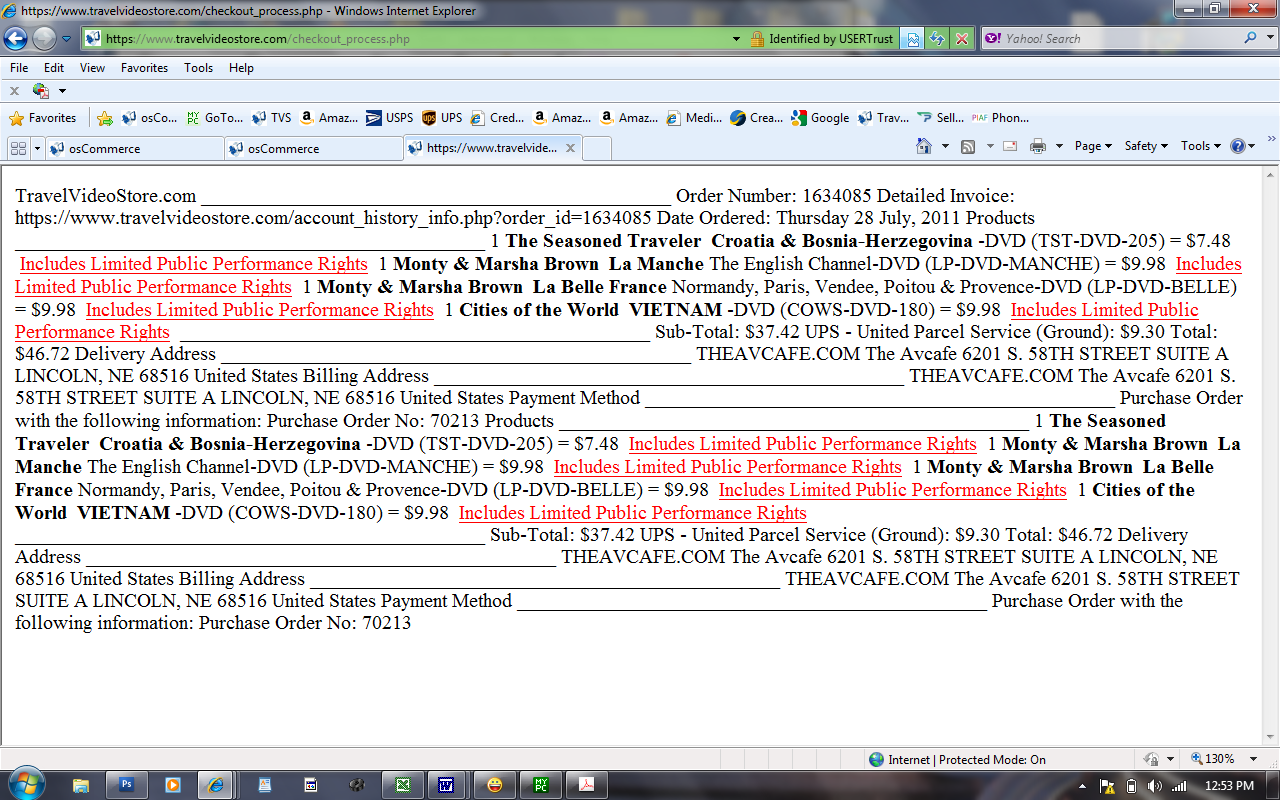 https://www.travelvideostore.com/checkout_process.php - Windows Internet Explorer
https://www.travelvideostore.com/checkout_process.php Identified by USERTrust Yahoo! Search
File Edit View Favorites Tools Help
Favorites osCo... MY PC GoTo... TVS Amaz... USPS UPS Cred... Amaz... Amaz... Medi... Crea... Google Trav... Sell... PIAF Phon...
osCommerce osCommerce https://www.travelvide... Page Safety Tools
TravelVideoStore.com _______________________________________________ Order Number: 1634085 Detailed Invoice:
https://www.travelvideostore.com/account_history_info.php?order_id=1634085 Date Ordered: Thursday 28 July, 2011 Products
_______________________________________________ 1 The Seasoned Traveler Croatia & Bosnia-Herzegovina -DVD (TST-DVD-205) = $7.48
Includes Limited Public Performance Rights 1 Monty & Marsha Brown La Manche The English Channel-DVD (LP-DVD-MANCHE) = $9.98 Includes
Limited Public Performance Rights 1 Monty & Marsha Brown La Belle France Normandy, Paris, Vendee, Poitou & Provence-DVD (LP-DVD-BELLE)
= $9.98 Includes Limited Public Performance Rights 1 Cities of the World VIETNAM -DVD (COWS-DVD-180) = $9.98 Includes Limited Public
Performance Rights _______________________________________________ Sub-Total: $37.42 UPS - United Parcel Service (Ground): $9.30 Total:
$46.72 Delivery Address _______________________________________________ THEAVCAFE.COM The Avcafe 6201 S. 58TH STREET SUITE A
LINCOLN, NE 68516 United States Billing Address _______________________________________________ THEAVCAFE.COM The Avcafe 6201 S.
58TH STREET SUITE A LINCOLN, NE 68516 United States Payment Method _______________________________________________ Purchase Order
with the following information: Purchase Order No: 70213 Products _______________________________________________ 1 The Seasoned
Traveler Croatia & Bosnia-Herzegovina -DVD (TST-DVD-205) = $7.48 Includes Limited Public Performance Rights 1 Monty & Marsha Brown La
Manche The English Channel-DVD (LP-DVD-MANCHE) = $9.98 Includes Limited Public Performance Rights 1 Monty & Marsha Brown La Belle
France Normandy, Paris, Vendee, Poitou & Provence-DVD (LP-DVD-BELLE) = $9.98 Includes Limited Public Performance Rights 1 Cities of the
World VIETNAM -DVD (COWS-DVD-180) = $9.98 Includes Limited Public Performance Rights
_______________________________________________ Sub-Total: $37.42 UPS - United Parcel Service (Ground): $9.30 Total: $46.72 Delivery
Address _______________________________________________ THEAVCAFE.COM The Avcafe 6201 S. 58TH STREET SUITE A LINCOLN, NE
68516 United States Billing Address _______________________________________________ THEAVCAFE.COM The Avcafe 6201 S. 58TH STREET
SUITE A LINCOLN, NE 68516 United States Payment Method _______________________________________________ Purchase Order with the
following information: Purchase Order No: 70213
Internet | Protected Mode: On 130%
Ps MY PC 12:53 PM